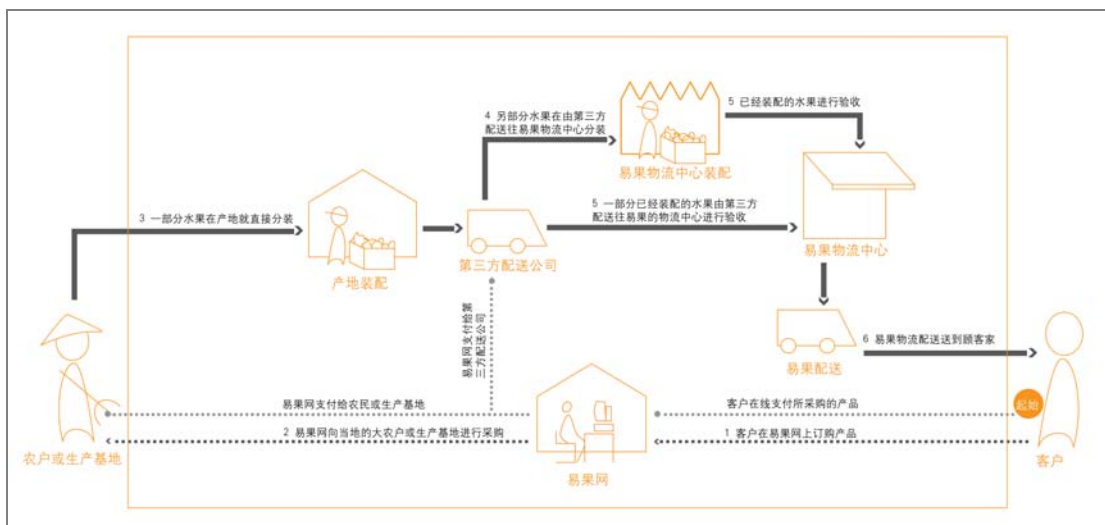 4 另部分水果在由第三方
配送往易果物流中心分装
5 已经装配的水果进行验收
易果物流中心装配
3 一部分水果在产地就直接分装
5 一部分已经装配的水果由第三方
配送往易果的物流中心进行验收
产地装配
第三方配送公司
易果物流中心
易果网支付给第
三方配送公司
6 易果物流配送送到顾客家
易果配送
易果网支付给农民或生产基地
客户在线支付所采购的产品
起始
2 易果网向当地的大农户或生产基地进行采购
1 客户在易果网上订购产品
农户或生产基地
易果网
客户